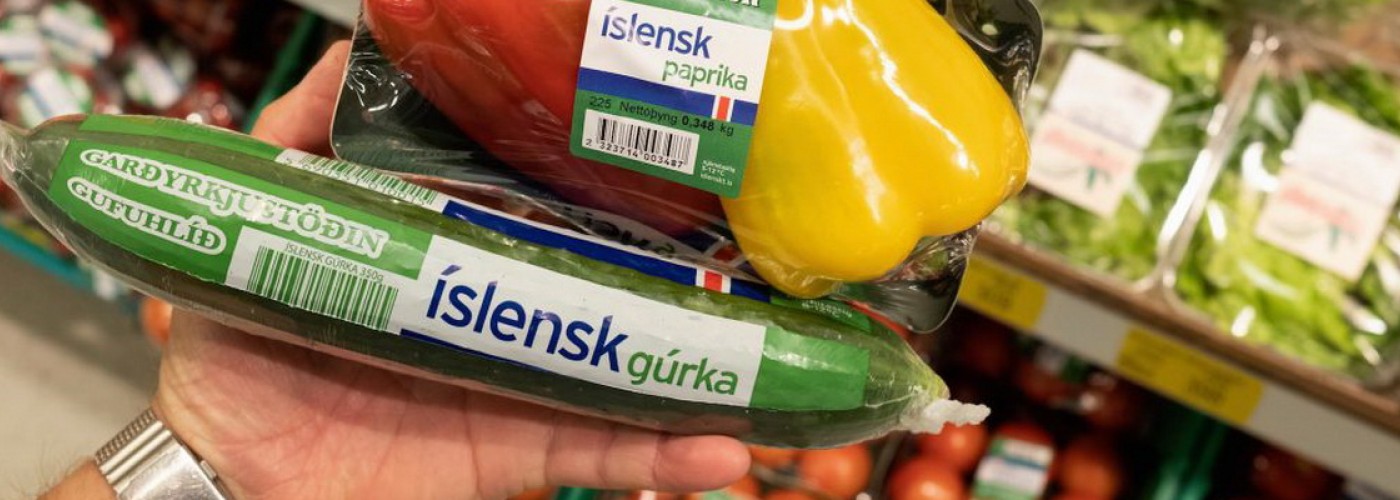 íslensk
paprika
225 Nettóþyng 0,348 kg
2 323714 003487
GARÐYRKJUSTÖÐIN
GUFUHLÍÐ
ÍSLENSK GÚRKA 350g
íslensk gúrka